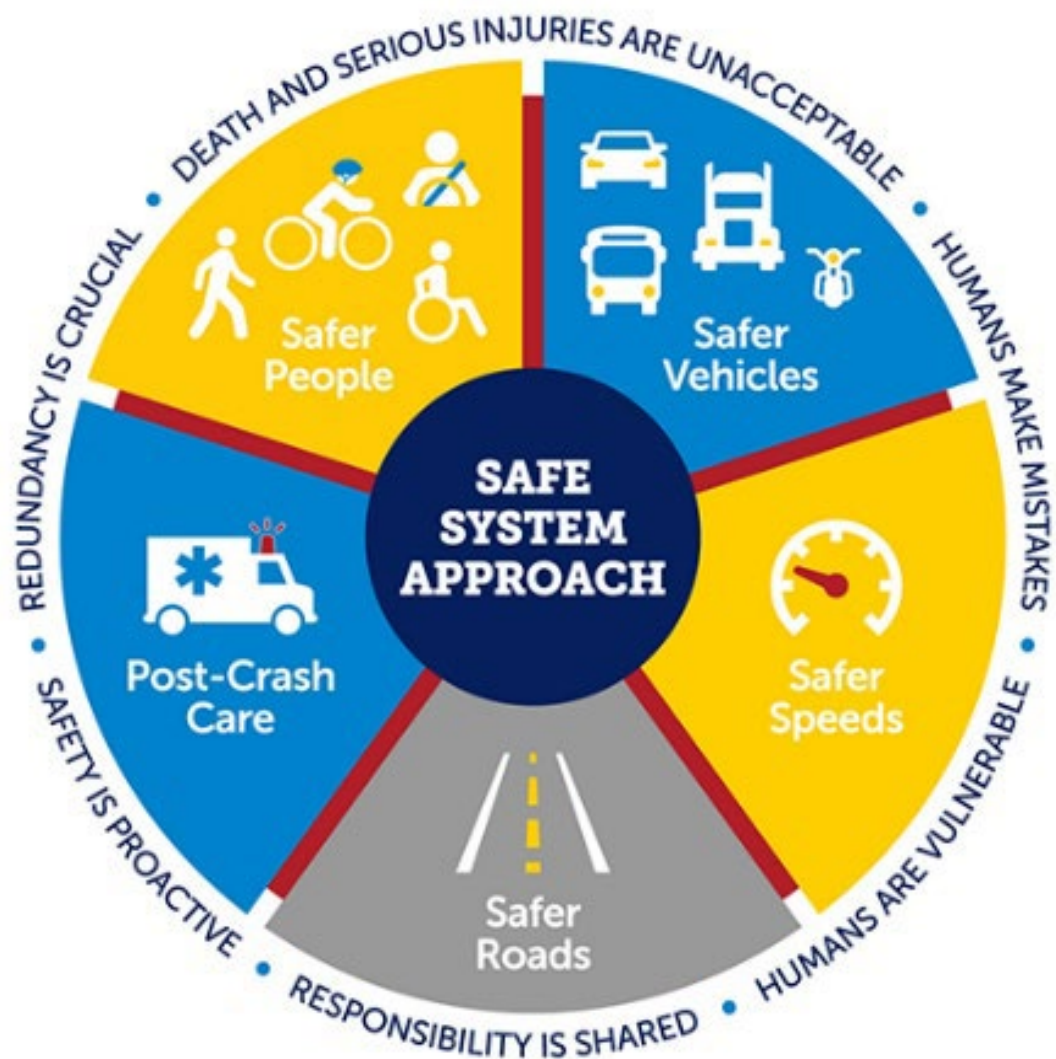 DEATH AND SERIOUS INJURIES ARE UNACCEPTABLE
HUMANS MAKE MISTAKES
HUMANS ARE VULNERABLE
RESPONSIBILITY IS SHARED
SAFETY IS PROACTIVE
REDUNDANCY IS CRUCIAL
Safer
People
Safer
Vehicles
SAFE
SYSTEM
APPROACH
Post-Crash
Care
Safer
Speeds
Safer
Roads